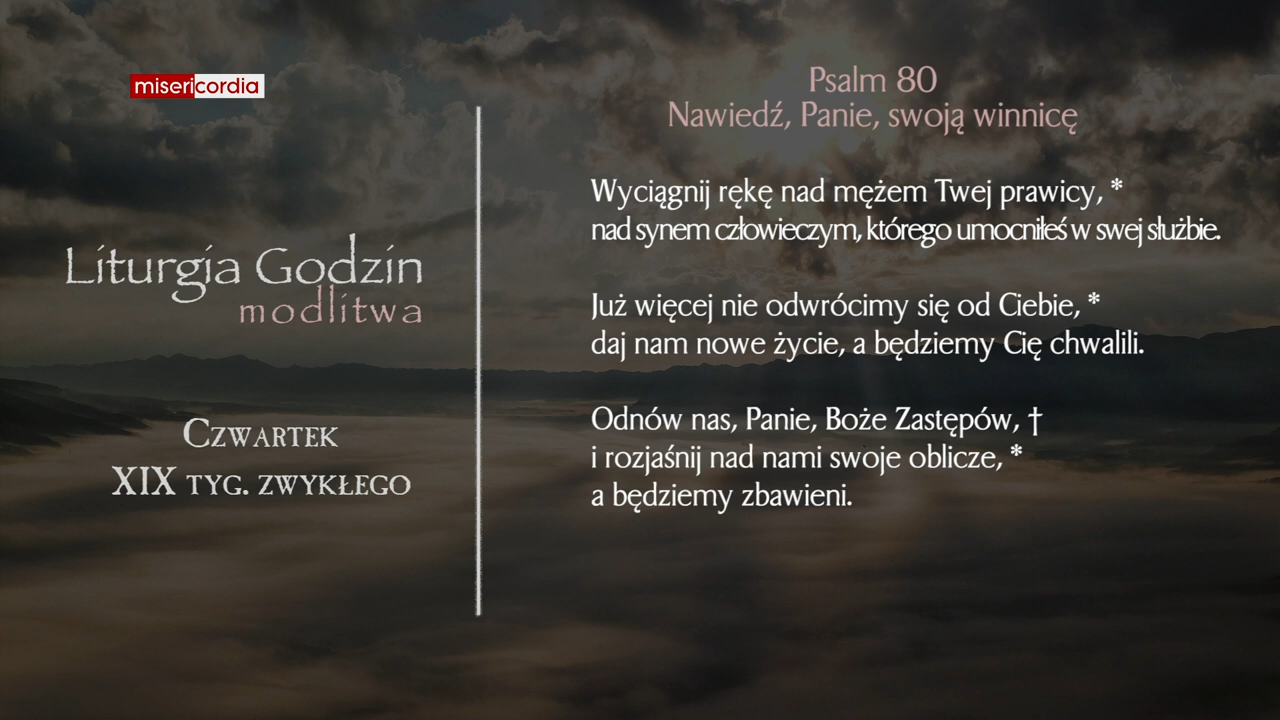 misericordia
Liturgia Godzin
modlitwa
Czwartek
XIX tyg. zwykłego
Psalm 80
Nawiedź, Panie, swoją winnicę
Wyciągnij rękę nad mężem Twej prawicy, *
nad synem człowieczym, którego umocniłeś w swej służbie.
Już więcej nie odwrócimy się od Ciebie, *
daj nam nowe życie, a będziemy Cię chwalili.
Odnów nas, Panie, Boże Zastępów, †
i rozjaśnij nad nami swoje oblicze, *
a będziemy zbawieni.